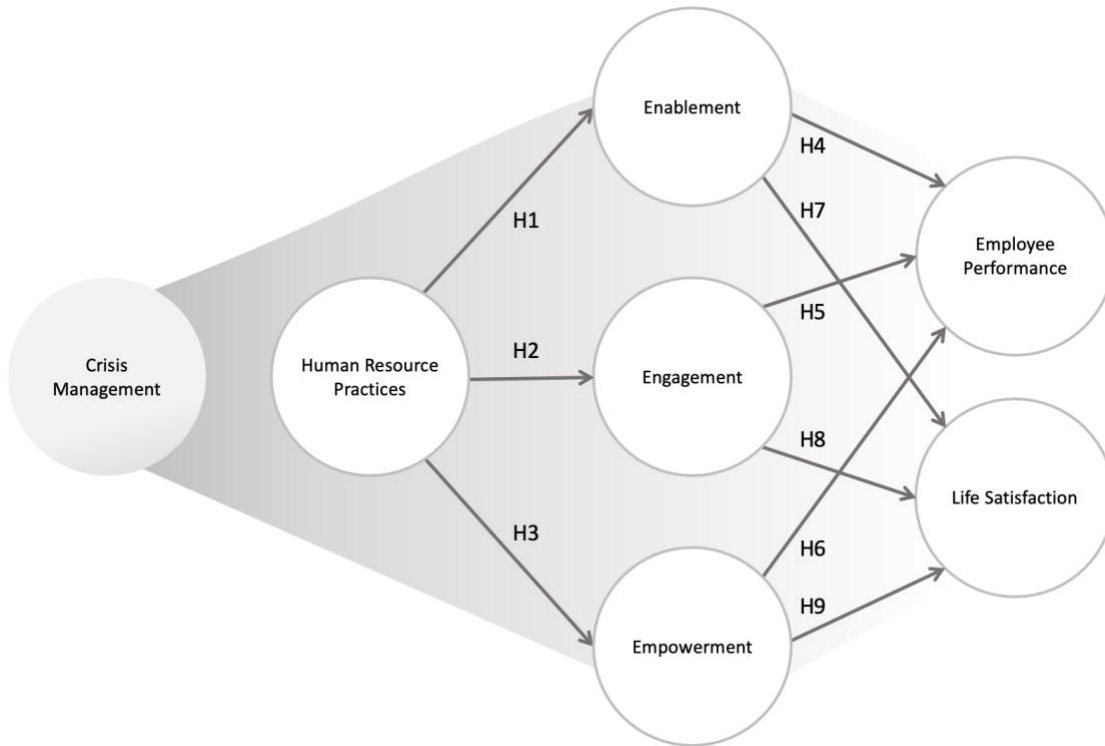 Enablement
H4
H7
H1
Employee
Performance
H5
H2
Crisis
Management
Human Resource
Practices
Engagement
H8
Life Satisfaction
H3
H6
H9
Empowerment